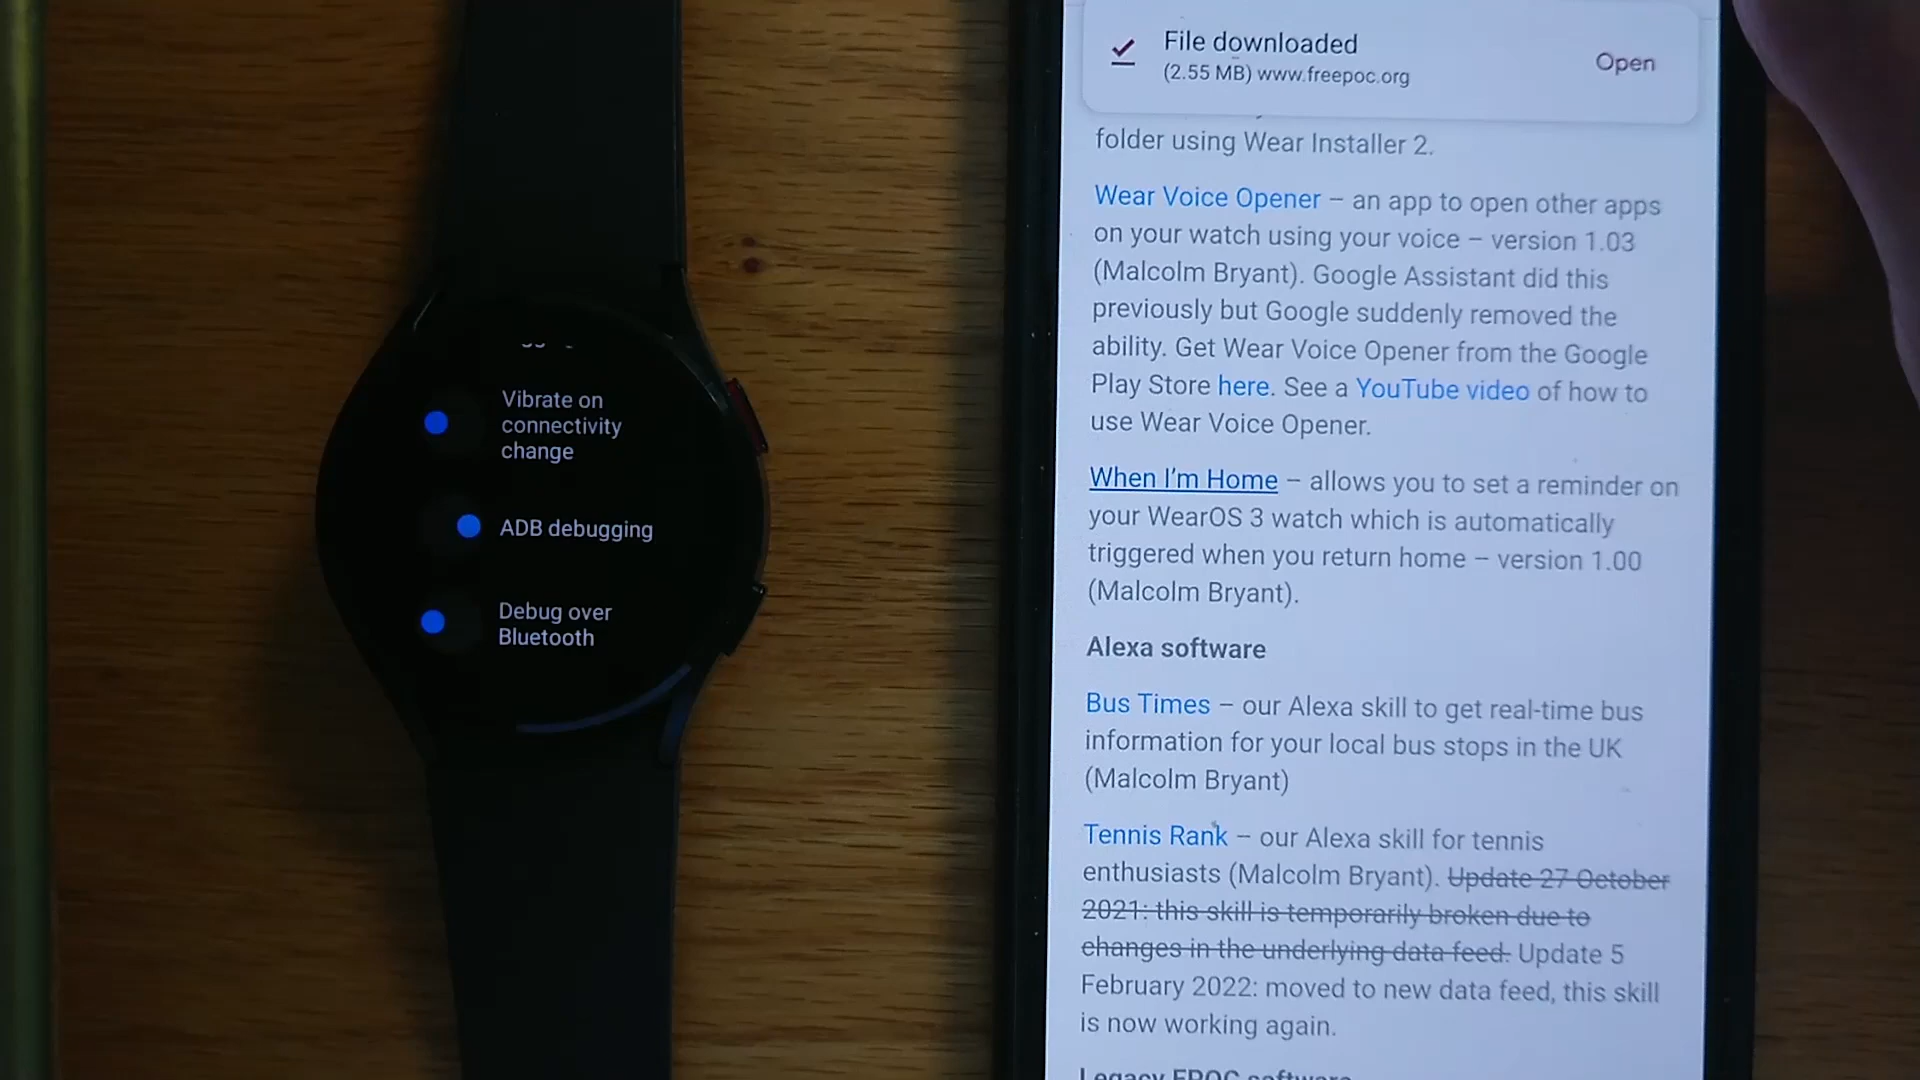 Vibrate on
connectivity
change
ADB debugging
Debug over
Bluetooth
File downloaded
(2.55 MB) www.freepoc.org
Open
folder using Wear Installer 2.
Wear Voice Opener – an app to open other apps
on your watch using your voice – version 1.03
(Malcolm Bryant). Google Assistant did this
previously but Google suddenly removed the
ability. Get Wear Voice Opener from the Google
Play Store here. See a YouTube video of how to
use Wear Voice Opener.
When I'm Home – allows you to set a reminder on
your WearOS 3 watch which is automatically
triggered when you return home – version 1.00
(Malcolm Bryant).
Alexa software
Bus Times – our Alexa skill to get real-time bus
information for your local bus stops in the UK
(Malcolm Bryant)
Tennis Rank – our Alexa skill for tennis
enthusiasts (Malcolm Bryant). Update 27 October
2021: this skill is temporarily broken due to
changes in the underlying data feed. Update 5
February 2022: moved to new data feed, this skill
is now working again.
Legacy EPOC software